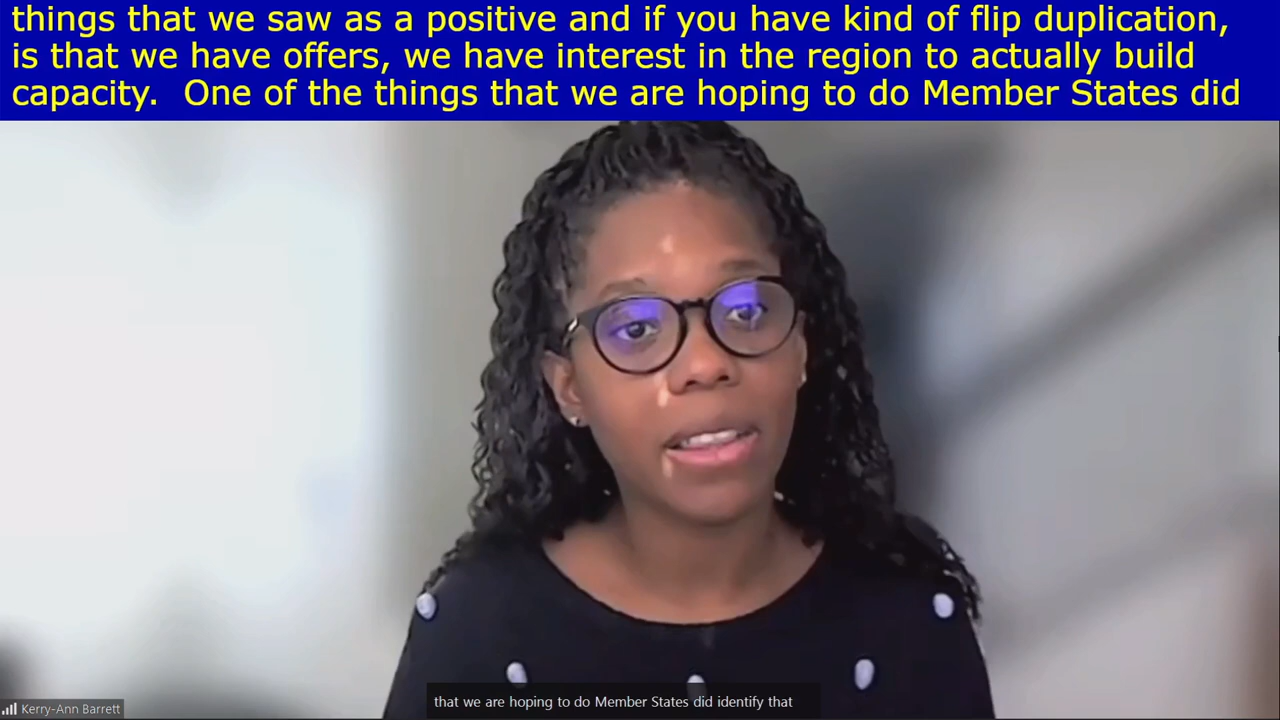 things that we saw as a positive and if you have kind of flip duplication,
is that we have offers, we have interest in the region to actually build
capacity.  One of the things that we are hoping to do Member States did
that we are hoping to do Member States did identify that
Kerry-Ann Barrett